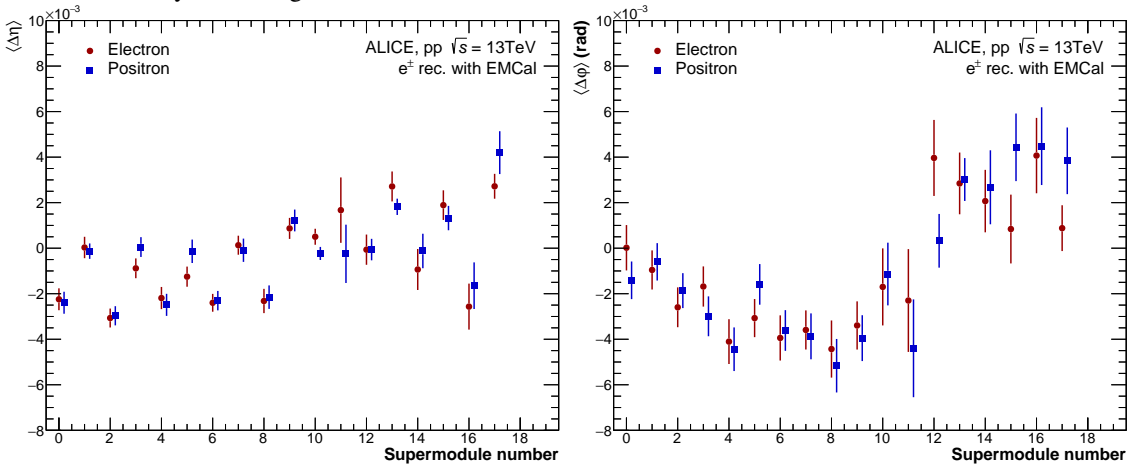 ×10⁻³
⟨Δη⟩
10
8
6
4
2
0
−2
−4
−6
−8
Electron
Positron
ALICE, pp √s = 13TeV
e± rec. with EMCal
0 2 4 6 8 10 12 14 16 18
Supermodule number
×10⁻³
⟨Δφ⟩ (rad)
10
8
6
4
2
0
−2
−4
−6
−8
Electron
Positron
ALICE, pp √s = 13TeV
e± rec. with EMCal
0 2 4 6 8 10 12 14 16 18
Supermodule number